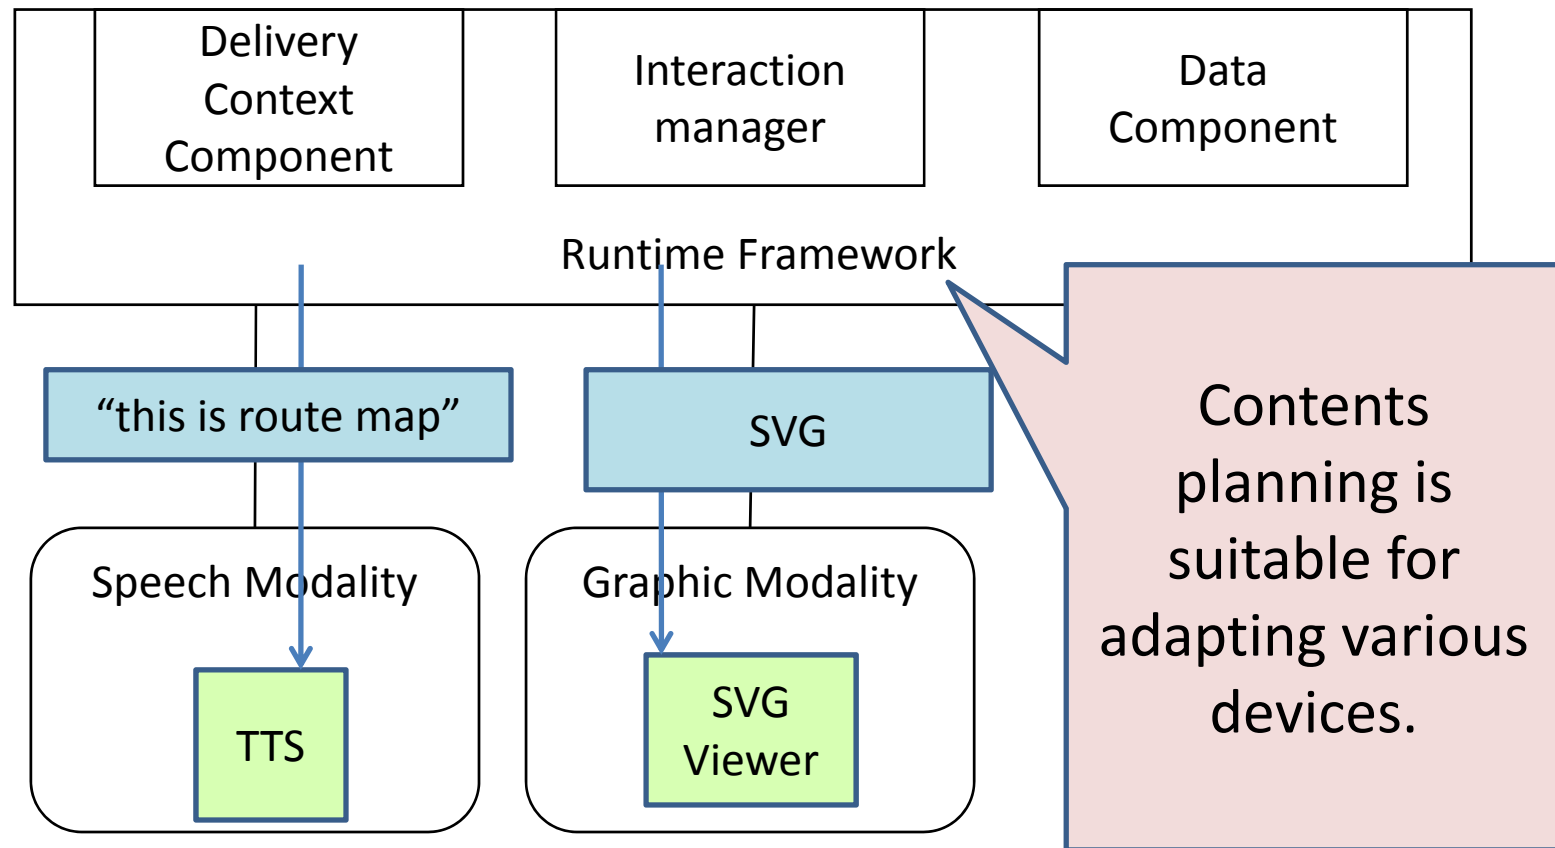 Delivery
Context
Component
Interaction
manager
Data
Component
Runtime Framework
“this is route map”
SVG
Speech Modality
Graphic Modality
TTS
SVG
Viewer
Contents
planning is
suitable for
adapting various
devices.